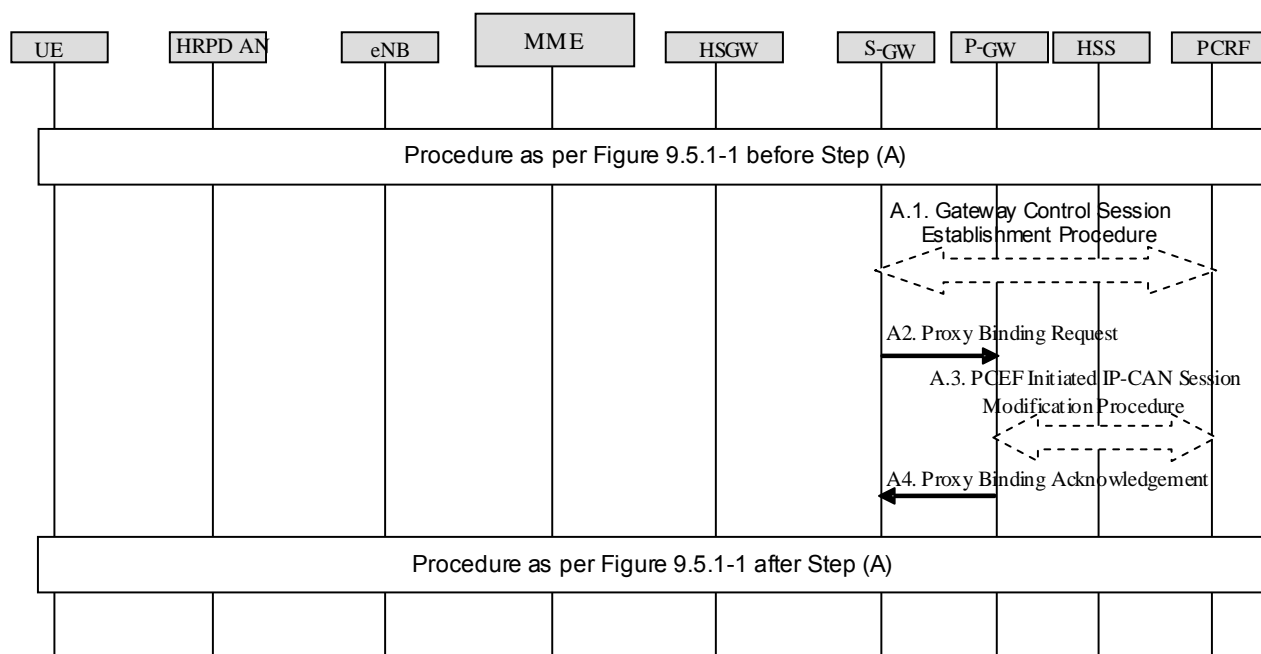 UE
HRPD AN
eNB
MME
HSGW
S-GW
P-GW
HSS
PCRF
Procedure as per Figure 9.5.1-1 before Step (A)
A.1. Gateway Control Session
Establishment Procedure
A2. Proxy Binding Request
A.3. PCEF Initiated IP-CAN Session
Modification Procedure
A4. Proxy Binding Acknowledgement
Procedure as per Figure 9.5.1-1 after Step (A)